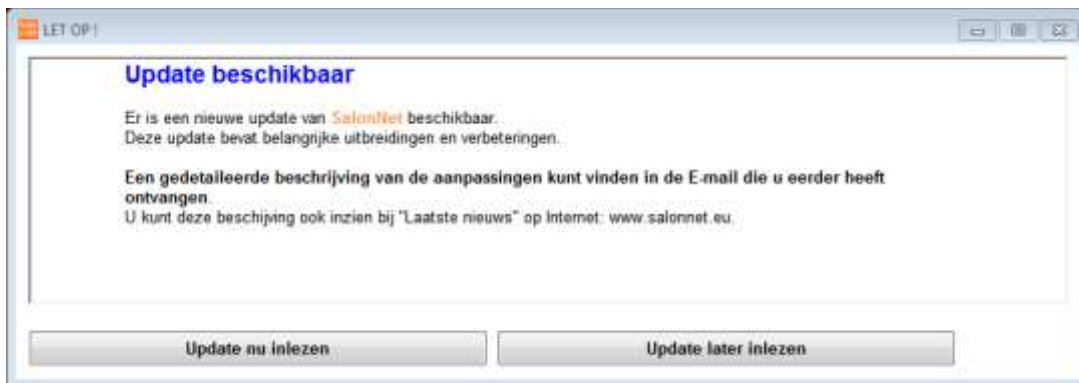 LET OP!
Update beschikbaar
Er is een nieuwe update van SalonNet beschikbaar.
Deze update bevat belangrijke uitbreidingen en verbeteringen.
Een gedetaileerde beschrijving van de aanpassingen kunt vinden in de E-mail die u eerder heeft
ontvangen.
U kunt deze beschijving ook inzien bij "Laatste nieuws" op Internet: www.salonnet.eu.
Update nu inlezen
Update later inlezen